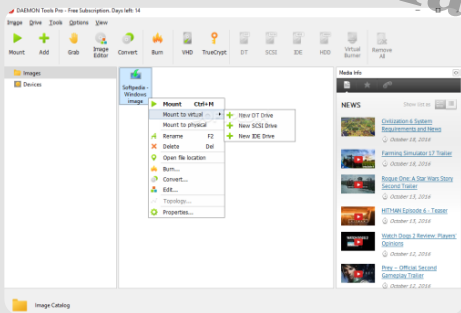 DAEMON Tools Pro - Free Subscription. Days left: 14
Image Drive Tools Options View
Mount
Add
Grab
Image Editor
Convert
Burn
VHD
TrueCrypt
DT
SCSI
IDE
HDD
Virtual Burner
Remove All
Images
Devices
Softpedia - Windows image
Mount Ctrl+M
Mount to virtual
Mount to physical
Rename F2
Delete Del
Open file location
Burn...
Convert...
Edit...
Topology...
Properties...
New DT Drive
New SCSI Drive
New IDE Drive
Media Info
NEWS Show list as:
Civilization 6 System
Requirements and News
October 18, 2016
Farming Simulator 17 Trailer
October 18, 2016
Rogue One: A Star Wars Story
Second Trailer
October 13, 2016
HITMAN Episode 6 - Teaser
October 13, 2016
Watch Dogs 2 Review: Players'
Opinions
October 12, 2016
Prey – Official Second
Gameplay Trailer
October 12, 2016
Image Catalog